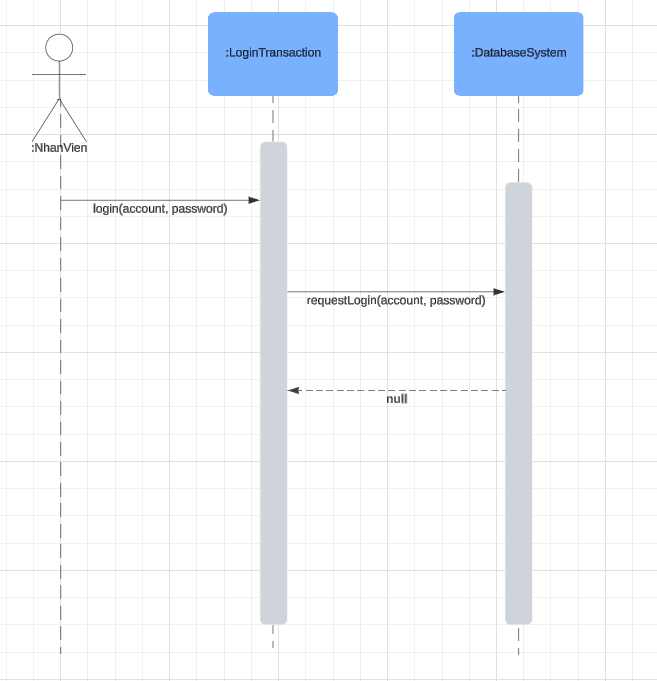 :LoginTransaction
:DatabaseSystem
:NhanVien
login(account, password)
requestLogin(account, password)
null